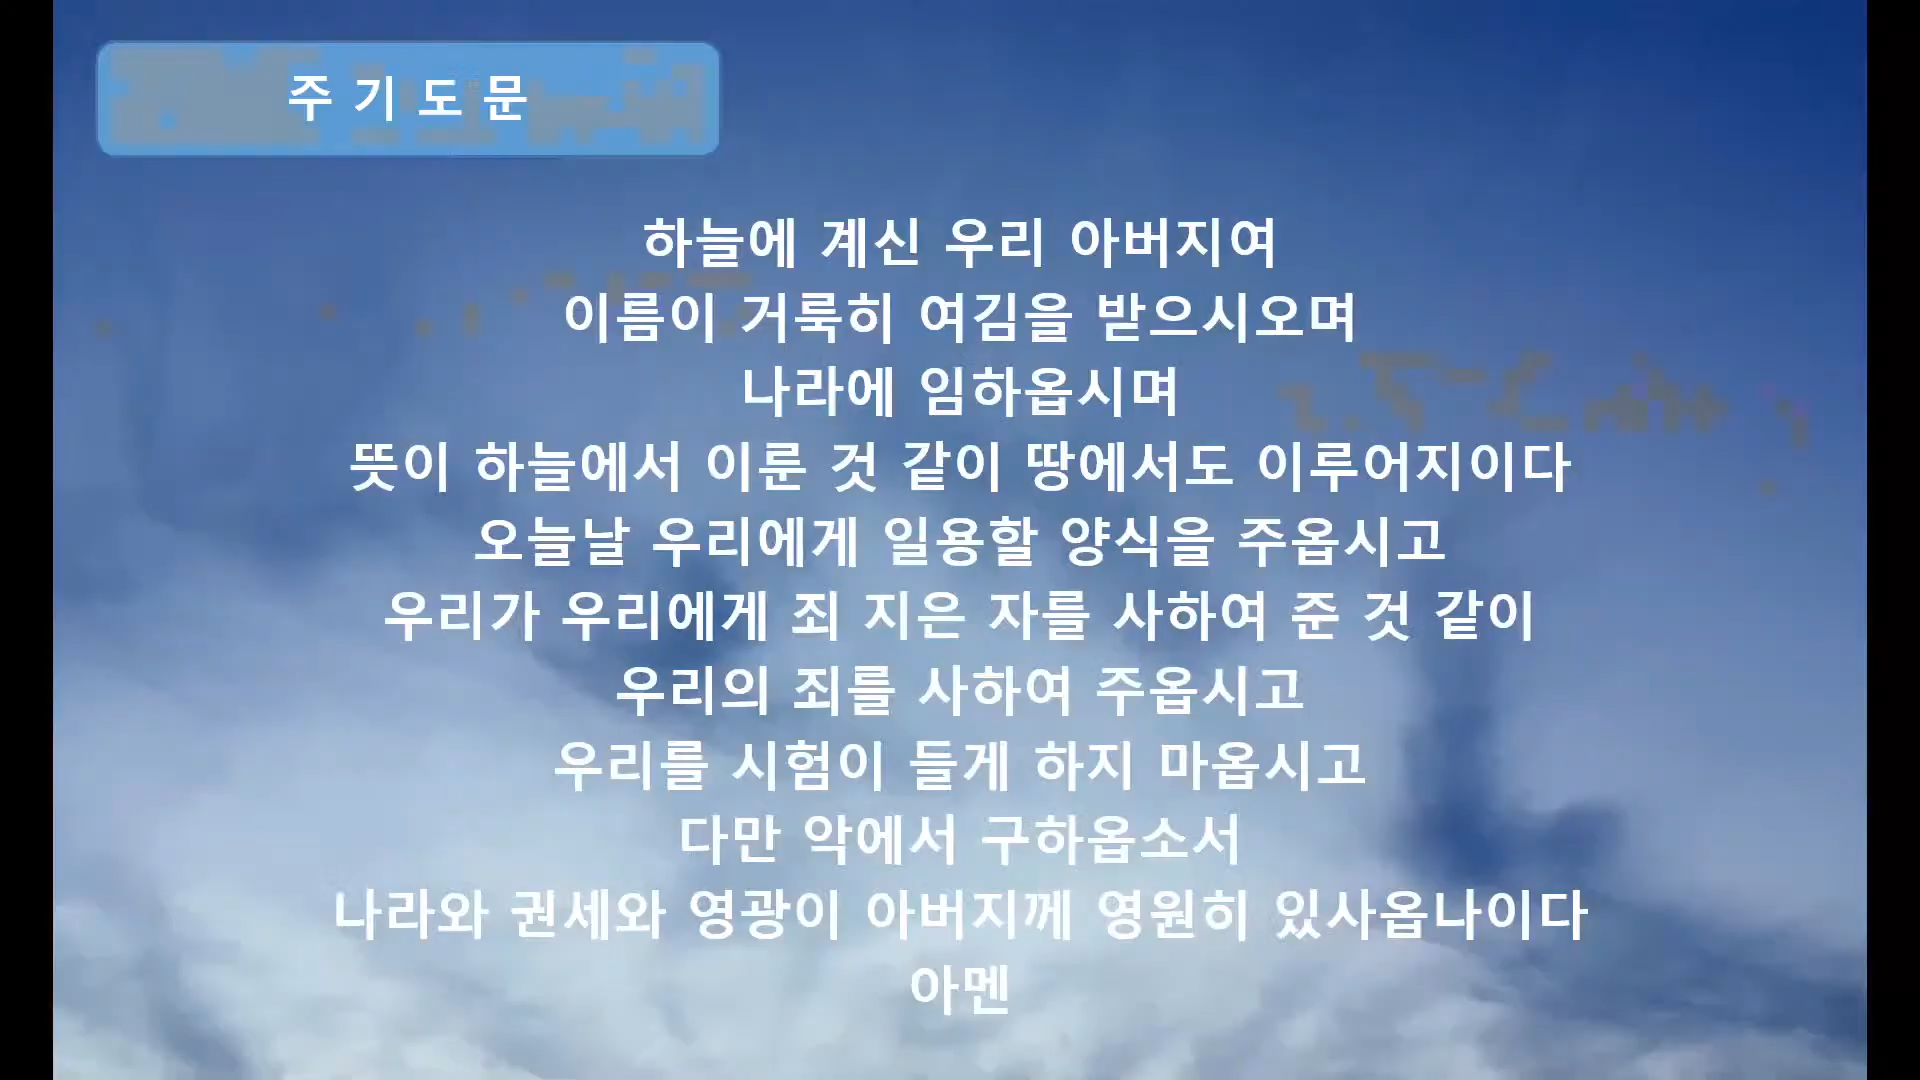 주 기 도 문
하늘에 계신 우리 아버지여
이름이 거룩히 여김을 받으시오며
나라에 임하옵시며
뜻이 하늘에서 이룬 것 같이 땅에서도 이루어지이다
오늘날 우리에게 일용할 양식을 주옵시고
우리가 우리에게 죄 지은 자를 사하여 준 것 같이
우리의 죄를 사하여 주옵시고
우리를 시험이 들게 하지 마옵시고
다만 악에서 구하옵소서
나라와 권세와 영광이 아버지께 영원히 있사옵나이다
아멘